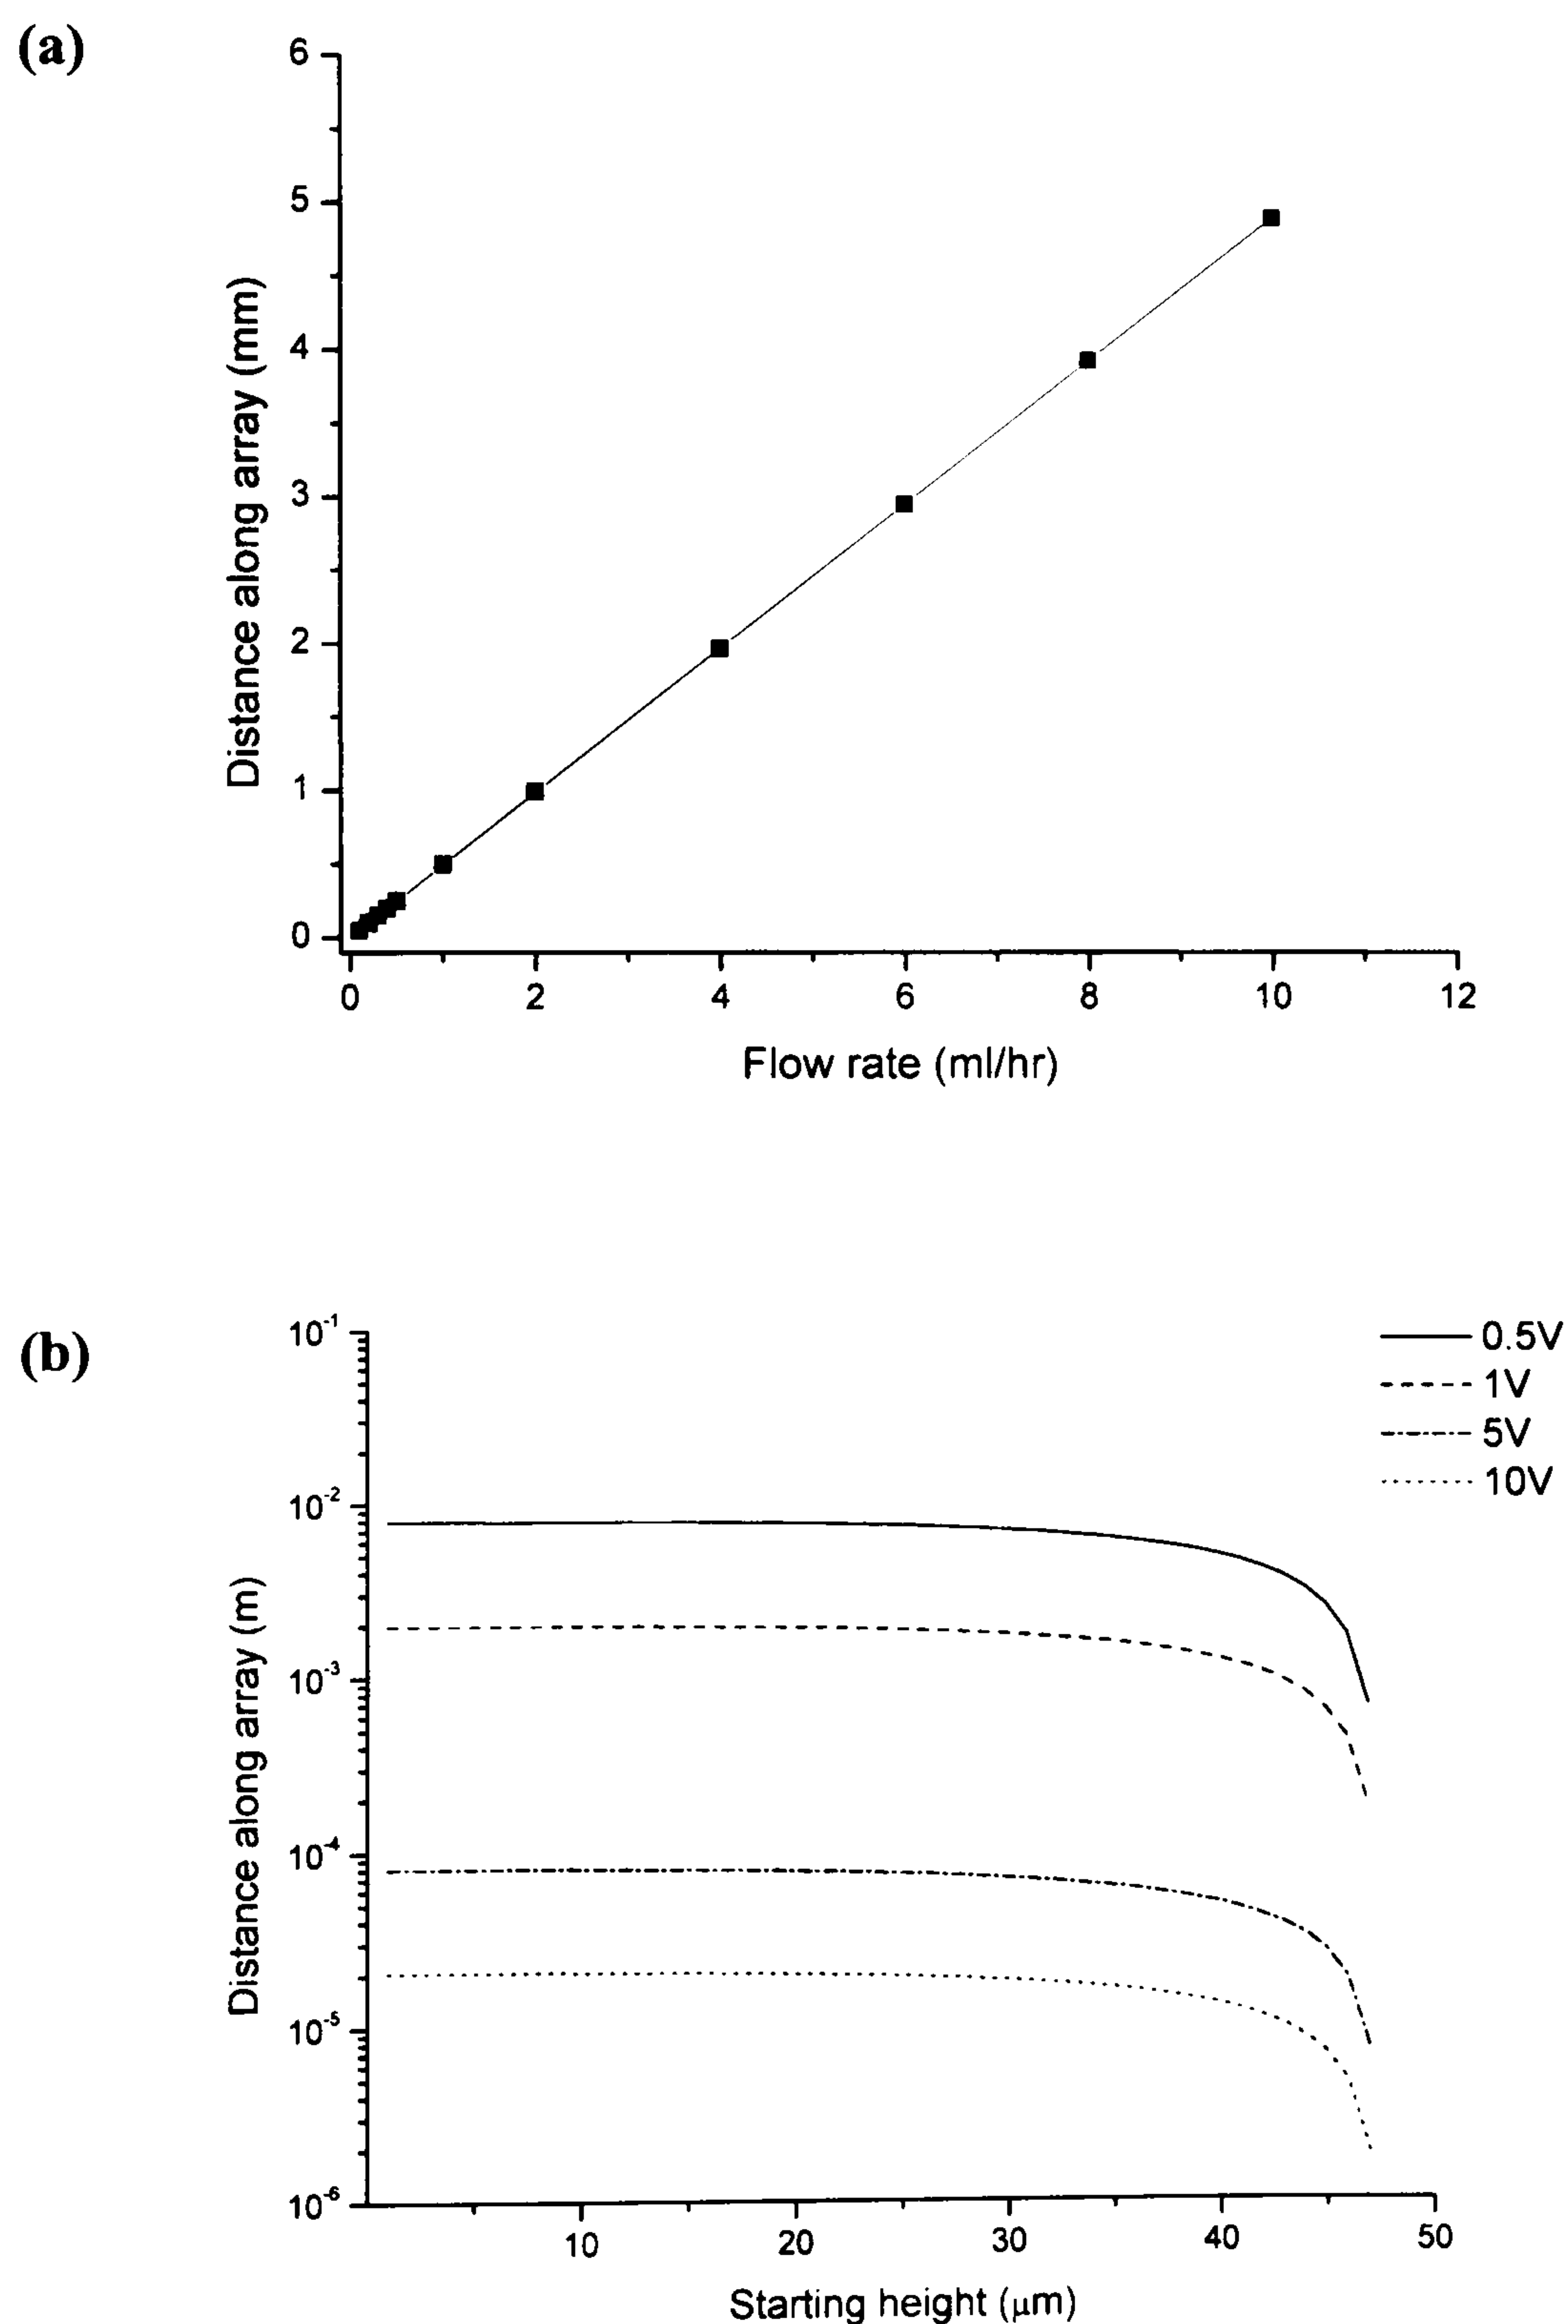 (a)
6
5
4
3
2
1
0
Distance along array (mm)
0 2 4 6 8 10 12
Flow rate (ml/hr)
(b)
0.5V
1V
5V
10V
10⁻¹
10⁻²
10⁻³
10⁻⁴
10⁻⁵
10⁻⁶
Distance along array (m)
10 20 30 40 50
Starting height (μm)